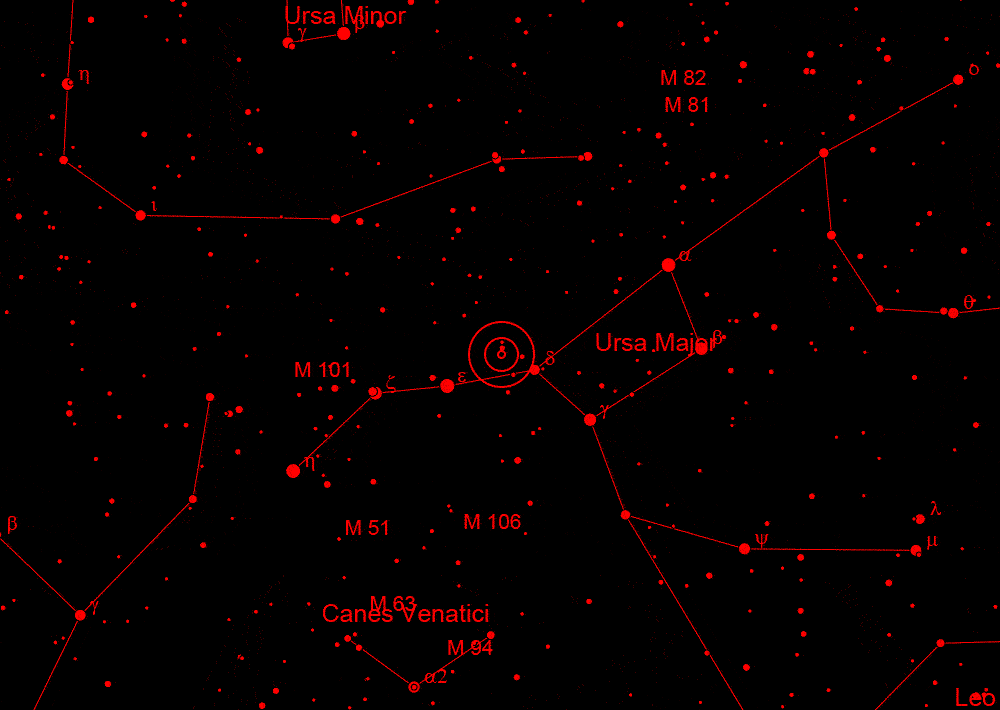 Ursa Minor
γ
β
ο
η
M 82
M 81
ι
α
θ
Ursa Major
β
δ
M 101
ζ
ε
γ
η
λ
β
M 51
M 106
ψ
μ
M 63
γ
Canes Venatici
M 94
α2
Leo